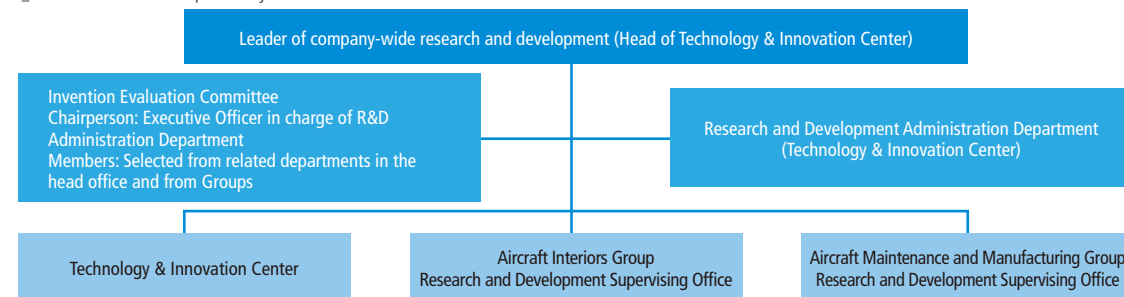 Leader of company-wide research and development (Head of Technology & Innovation Center)
Invention Evaluation Committee
Chairperson: Executive Officer in charge of R&D
Administration Department
Members: Selected from related departments in the
head office and from Groups
Research and Development Administration Department
(Technology & Innovation Center)
Technology & Innovation Center
Aircraft Interiors Group
Research and Development Supervising Office
Aircraft Maintenance and Manufacturing Group
Research and Development Supervising Office